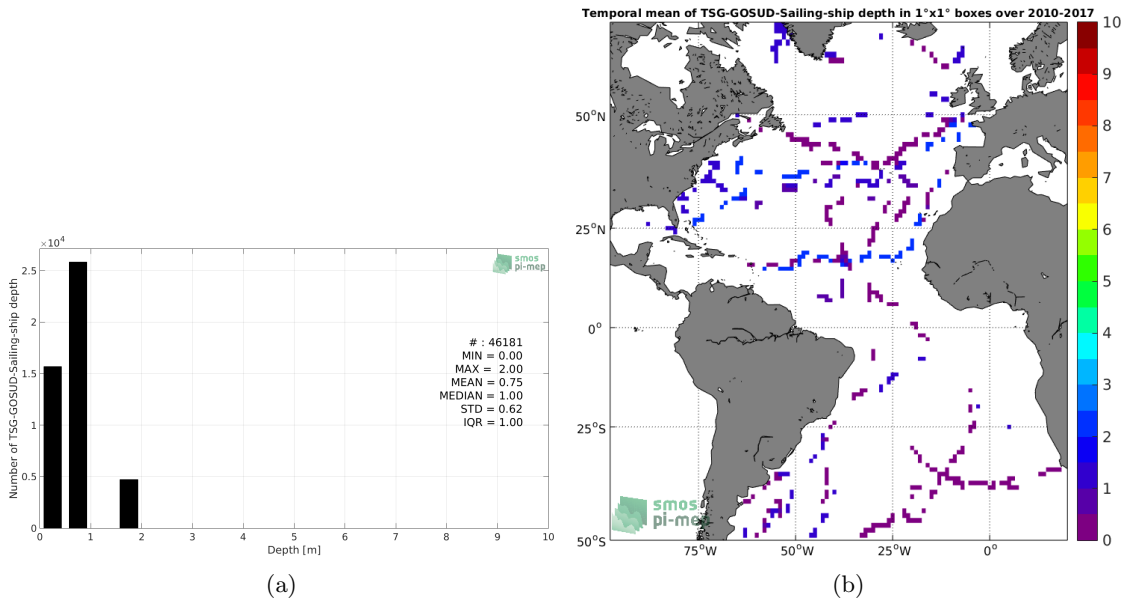 ×10⁴
2.5
2
1.5
1
0.5
0
Number of TSG-GOSUD-Sailing-ship depth
smos
pi-mep
# : 46181
MIN = 0.00
MAX = 2.00
MEAN = 0.75
MEDIAN = 1.00
STD = 0.62
IQR = 1.00
0 1 2 3 4 5 6 7 8 9 10
Depth [m]
(a)
Temporal mean of TSG-GOSUD-Sailing-ship depth in 1°x1° boxes over 2010-2017
50°N
25°N
0°
25°S
50°S
75°W 50°W 25°W 0°
smos
pi-mep
10
9
8
7
6
5
4
3
2
1
0
(b)